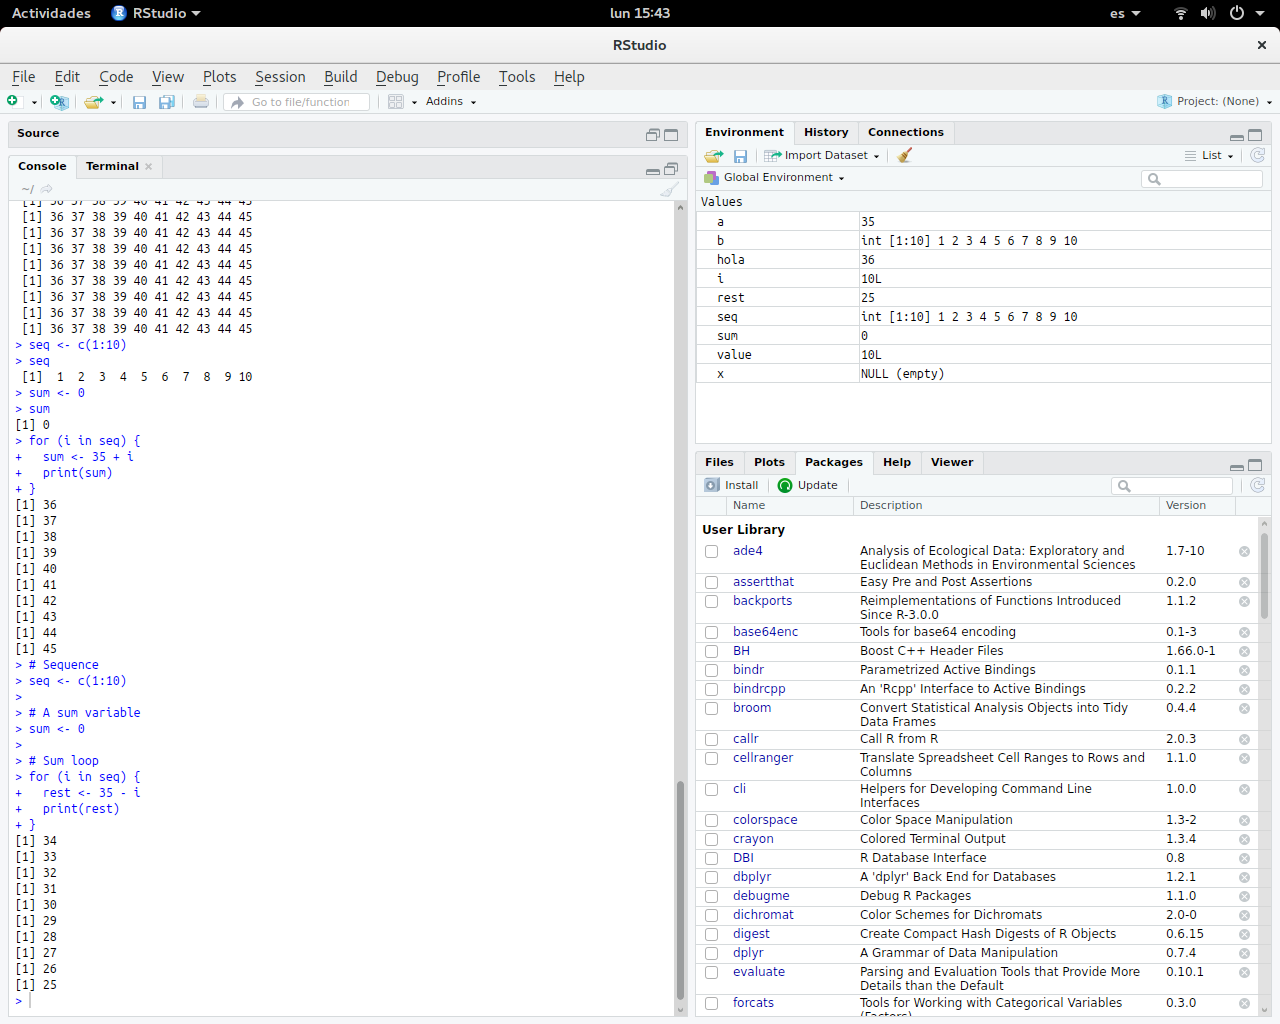 Actividades RStudio lun 15:43 es
RStudio
File Edit Code View Plots Session Build Debug Profile Tools Help
Go to file/function Addins Project: (None)
Source
Console Terminal
~/
[1] 36 37 38 39 40 41 42 43 44 45
[1] 36 37 38 39 40 41 42 43 44 45
[1] 36 37 38 39 40 41 42 43 44 45
[1] 36 37 38 39 40 41 42 43 44 45
[1] 36 37 38 39 40 41 42 43 44 45
[1] 36 37 38 39 40 41 42 43 44 45
[1] 36 37 38 39 40 41 42 43 44 45
[1] 36 37 38 39 40 41 42 43 44 45
[1] 36 37 38 39 40 41 42 43 44 45
> seq <- c(1:10)
> seq
[1] 1 2 3 4 5 6 7 8 9 10
> sum <- 0
> sum
[1] 0
> for (i in seq) {
+   sum <- 35 + i
+   print(sum)
+ }
[1] 36
[1] 37
[1] 38
[1] 39
[1] 40
[1] 41
[1] 42
[1] 43
[1] 44
[1] 45
> # Sequence
> seq <- c(1:10)
>
> # A sum variable
> sum <- 0
>
> # Sum loop
> for (i in seq) {
+   rest <- 35 - i
+   print(rest)
+ }
[1] 34
[1] 33
[1] 32
[1] 31
[1] 30
[1] 29
[1] 28
[1] 27
[1] 26
[1] 25
>
Environment History Connections
Import Dataset List
Global Environment
Values
a 35
b int [1:10] 1 2 3 4 5 6 7 8 9 10
hola 36
i 10L
rest 25
seq int [1:10] 1 2 3 4 5 6 7 8 9 10
sum 0
value 10L
x NULL (empty)
Files Plots Packages Help Viewer
Install Update
Name Description Version
User Library
ade4 Analysis of Ecological Data: Exploratory and 1.7-10
Euclidean Methods in Environmental Sciences
assertthat Easy Pre and Post Assertions 0.2.0
backports Reimplementations of Functions Introduced 1.1.2
Since R-3.0.0
base64enc Tools for base64 encoding 0.1-3
BH Boost C++ Header Files 1.66.0-1
bindr Parametrized Active Bindings 0.1.1
bindrcpp An 'Rcpp' Interface to Active Bindings 0.2.2
broom Convert Statistical Analysis Objects into Tidy 0.4.4
Data Frames
callr Call R from R 2.0.3
cellranger Translate Spreadsheet Cell Ranges to Rows and 1.1.0
Columns
cli Helpers for Developing Command Line 1.0.0
Interfaces
colorspace Color Space Manipulation 1.3-2
crayon Colored Terminal Output 1.3.4
DBI R Database Interface 0.8
dbplyr A 'dplyr' Back End for Databases 1.2.1
debugme Debug R Packages 1.1.0
dichromat Color Schemes for Dichromats 2.0-0
digest Create Compact Hash Digests of R Objects 0.6.15
dplyr A Grammar of Data Manipulation 0.7.4
evaluate Parsing and Evaluation Tools that Provide More 0.10.1
Details than the Default
forcats Tools for Working with Categorical Variables 0.3.0
(Factors)